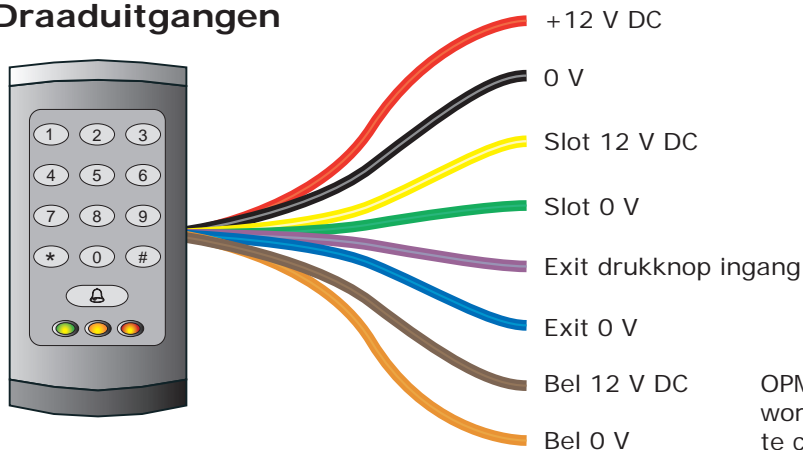 Draaduitgangen
+12 V DC
0 V
Slot 12 V DC
Slot 0 V
Exit drukknop ingang
Exit 0 V
Bel 12 V DC
Bel 0 V
1 2 3
4 5 6
7 8 9
* 0 #